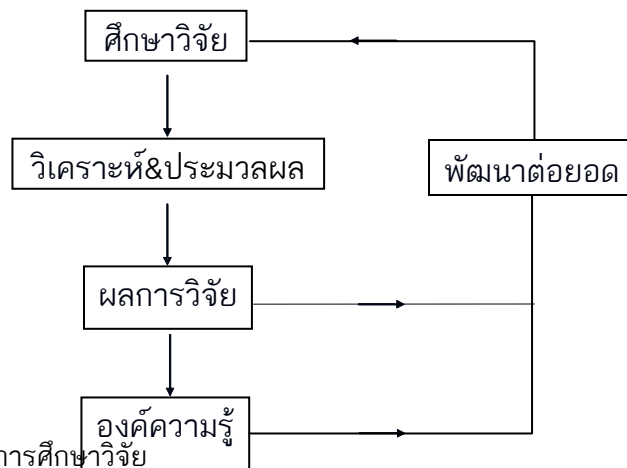 ศึกษาวิจัย
วิเคราะห์&ประมวลผล
พัฒนาต่อยอด
ผลการวิจัย
องค์ความรู้
การศึกษาวิจัย